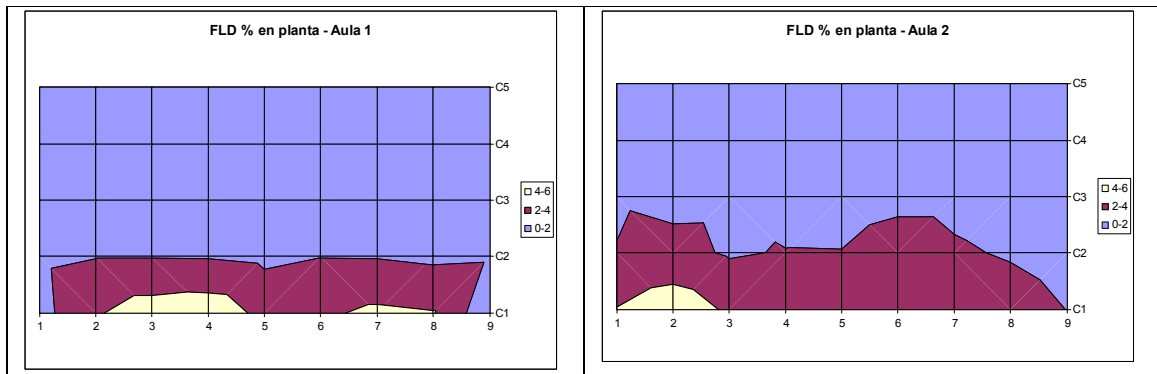 FLD % en planta - Aula 1
C5
C4
C3
C2
C1
1 2 3 4 5 6 7 8 9
4-6
2-4
0-2
FLD % en planta - Aula 2
C5
C4
C3
C2
C1
1 2 3 4 5 6 7 8 9
4-6
2-4
0-2